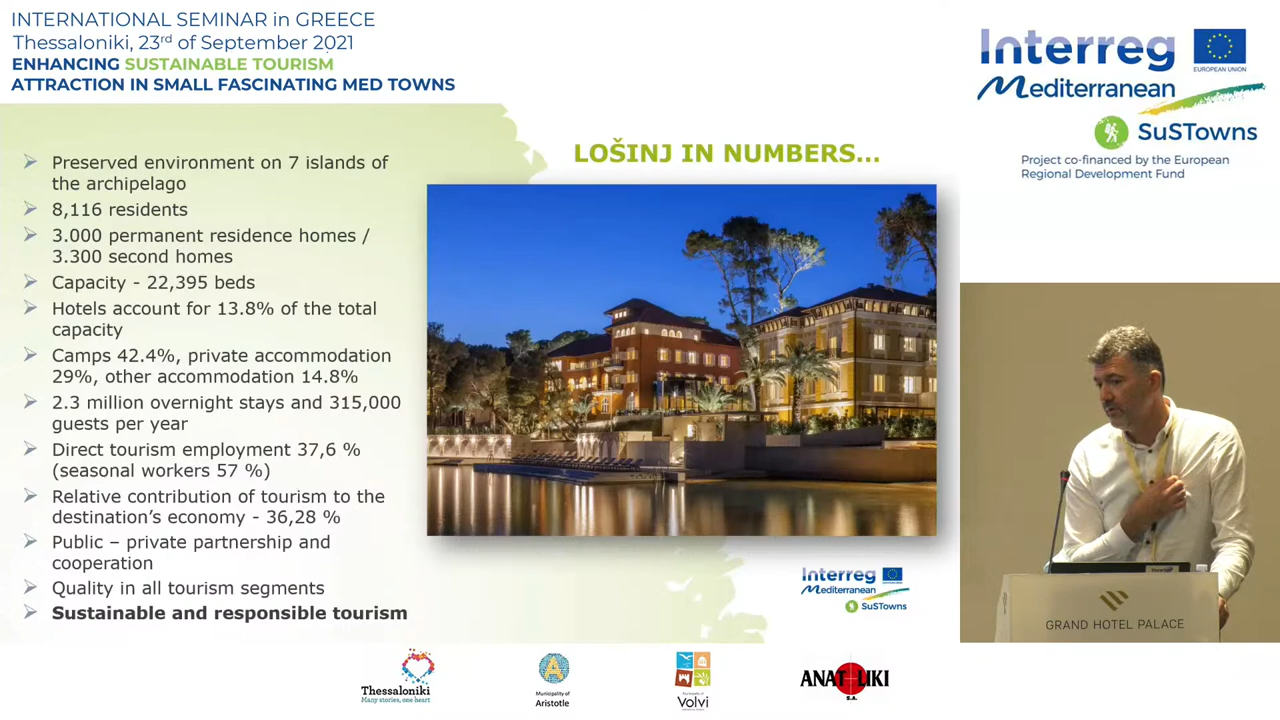 INTERNATIONAL SEMINAR in GREECE
Thessaloniki, 23rd of September 2021
ENHANCING SUSTAINABLE TOURISM
ATTRACTION IN SMALL FASCINATING MED TOWNS
Interreg
EUROPEAN UNION
Mediterranean
SuSTowns
Project co-financed by the European
Regional Development Fund
LOŠINJ IN NUMBERS...
Preserved environment on 7 islands of
the archipelago
8,116 residents
3.000 permanent residence homes /
3.300 second homes
Capacity - 22,395 beds
Hotels account for 13.8% of the total
capacity
Camps 42.4%, private accommodation
29%, other accommodation 14.8%
2.3 million overnight stays and 315,000
guests per year
Direct tourism employment 37,6 %
(seasonal workers 57 %)
Relative contribution of tourism to the
destination’s economy - 36,28 %
Public – private partnership and
cooperation
Quality in all tourism segments
Sustainable and responsible tourism
Interreg
Mediterranean
SuSTowns
GRAND HOTEL PALACE
Thessaloniki
Many stories, one heart
Municipality of
Aristotle
Municipality of
Volvi
ANATOLIKI
S.A.